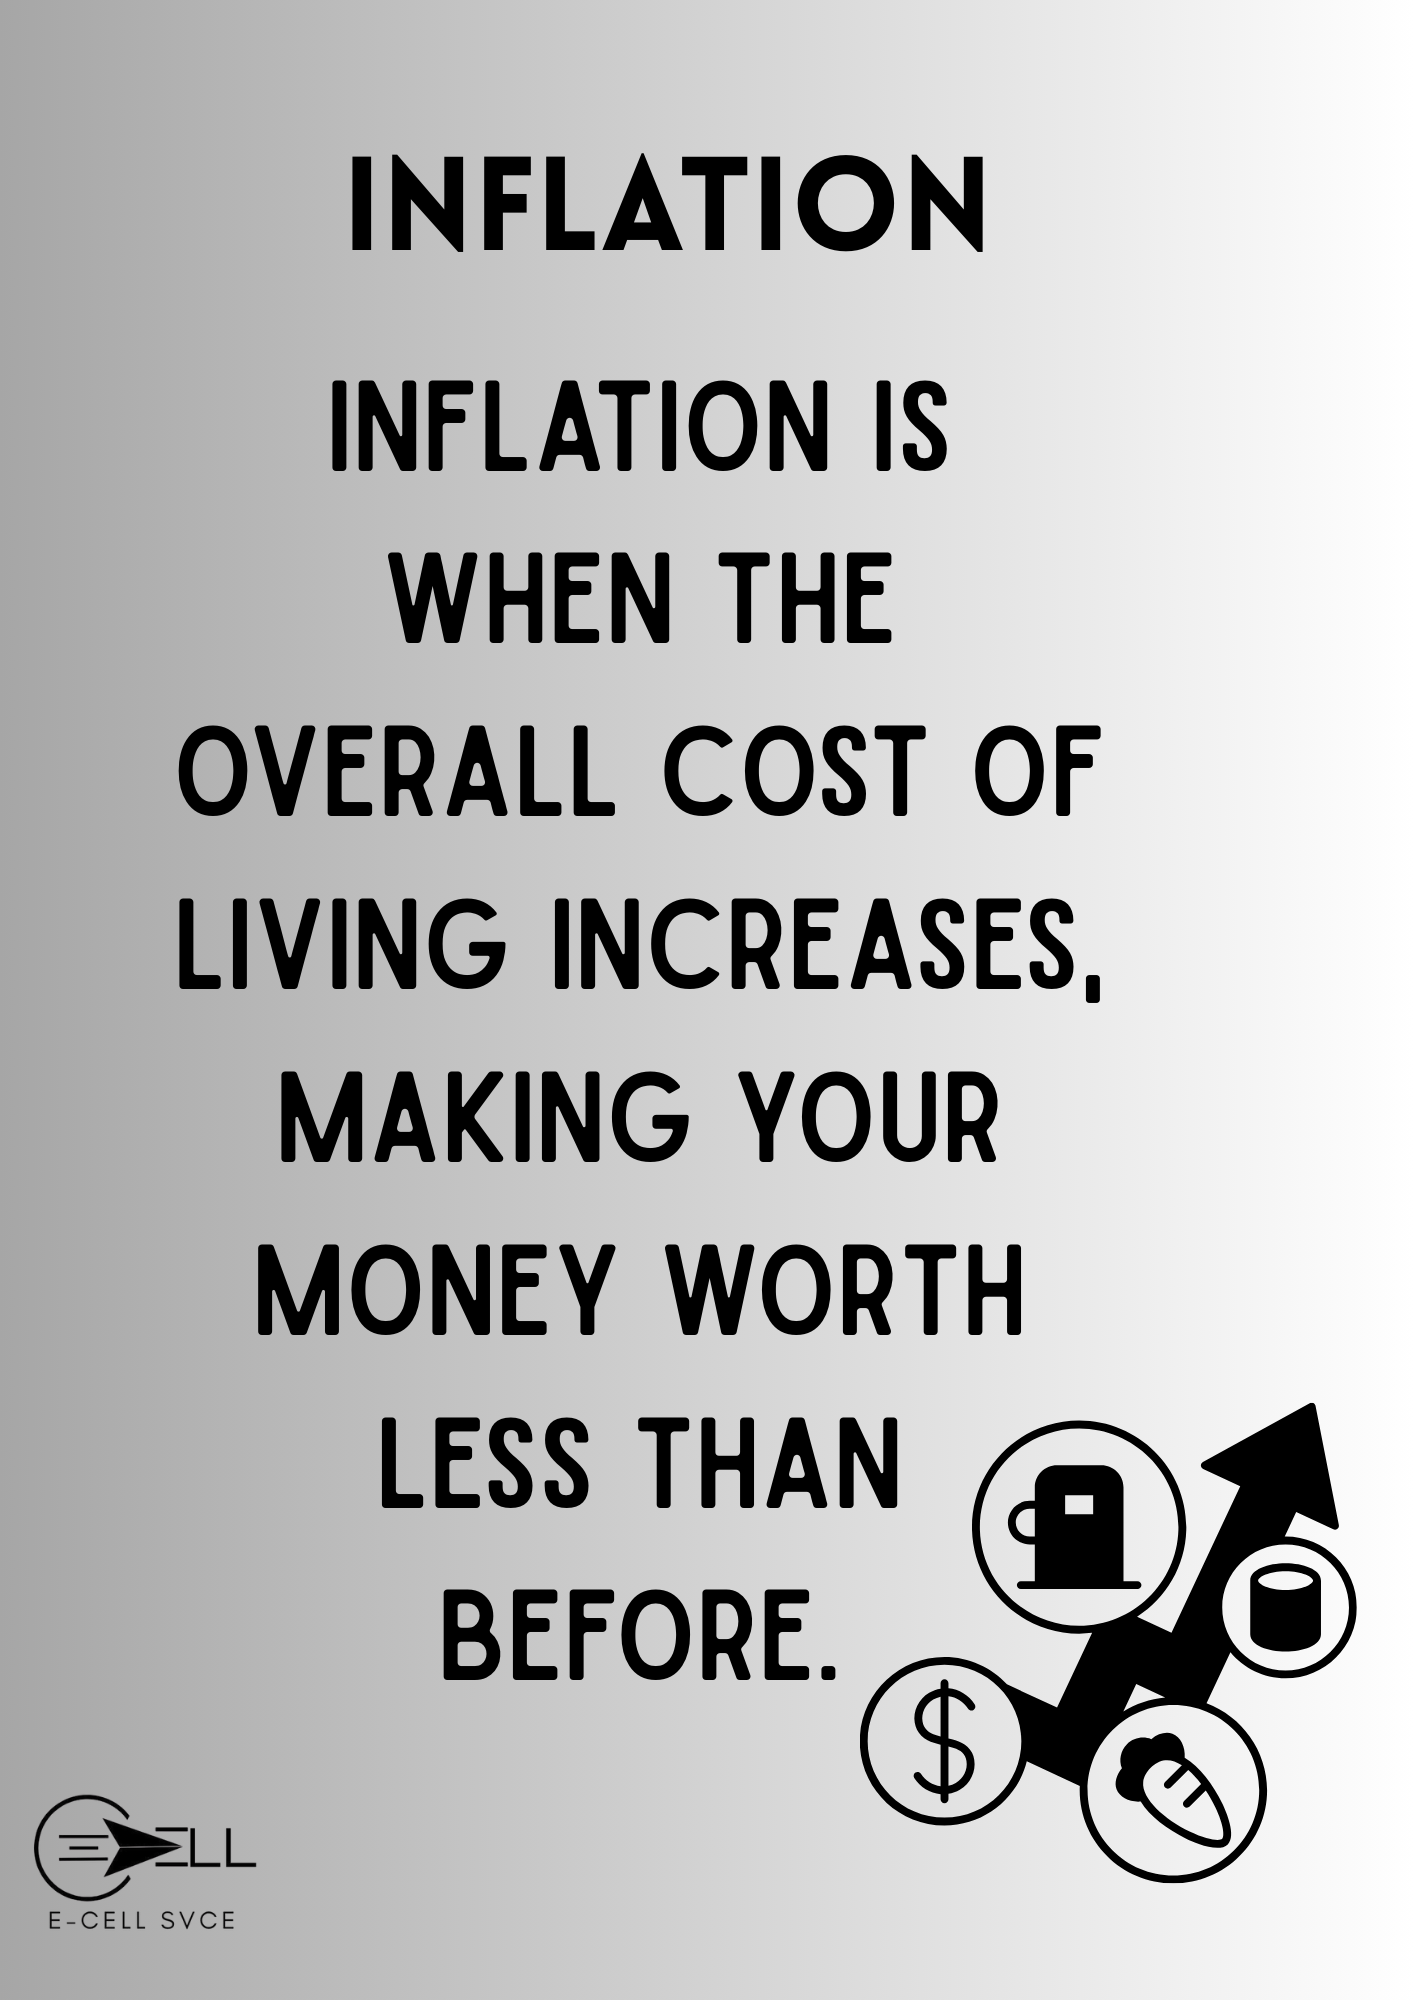 INFLATION
INFLATION IS
WHEN THE
OVERALL COST OF
LIVING INCREASES,
MAKING YOUR
MONEY WORTH
LESS THAN
BEFORE.
$
E-CELL
E-CELL SVCE